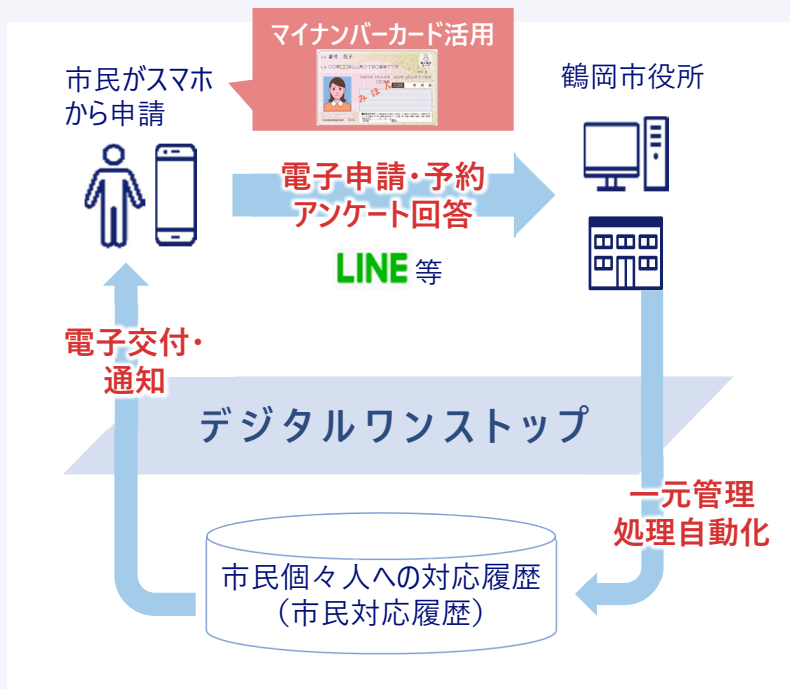 マイナンバーカード活用
みほん
市民がスマホ
から申請
鶴岡市役所
電子申請・予約
アンケート回答
LINE 等
電子交付・
通知
デジタルワンストップ
一元管理
処理自動化
市民個々人への対応履歴
（市民対応履歴）